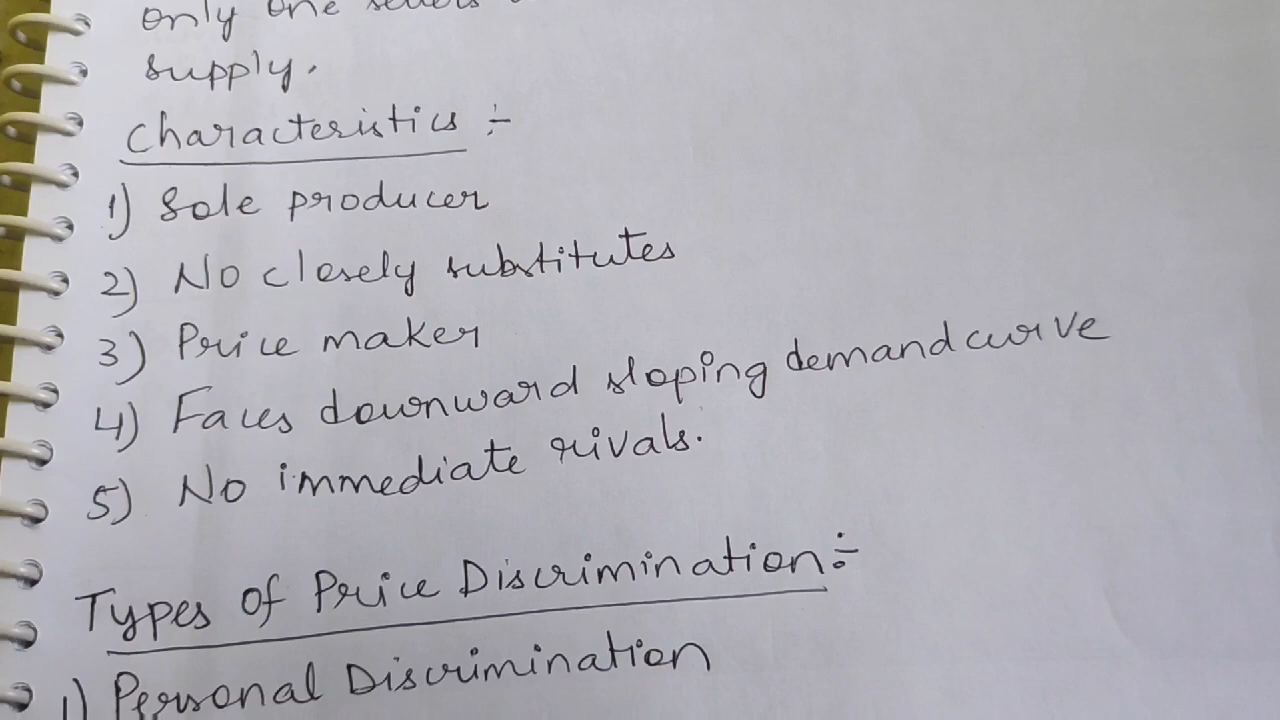 only one
supply.
Characteristics :-
1) Sole producer
2) No closely substitutes
3) Price maker
4) Faces downward sloping demand curve
5) No immediate rivals.
Types of Price Discrimination :-
1) Personal Discrimination